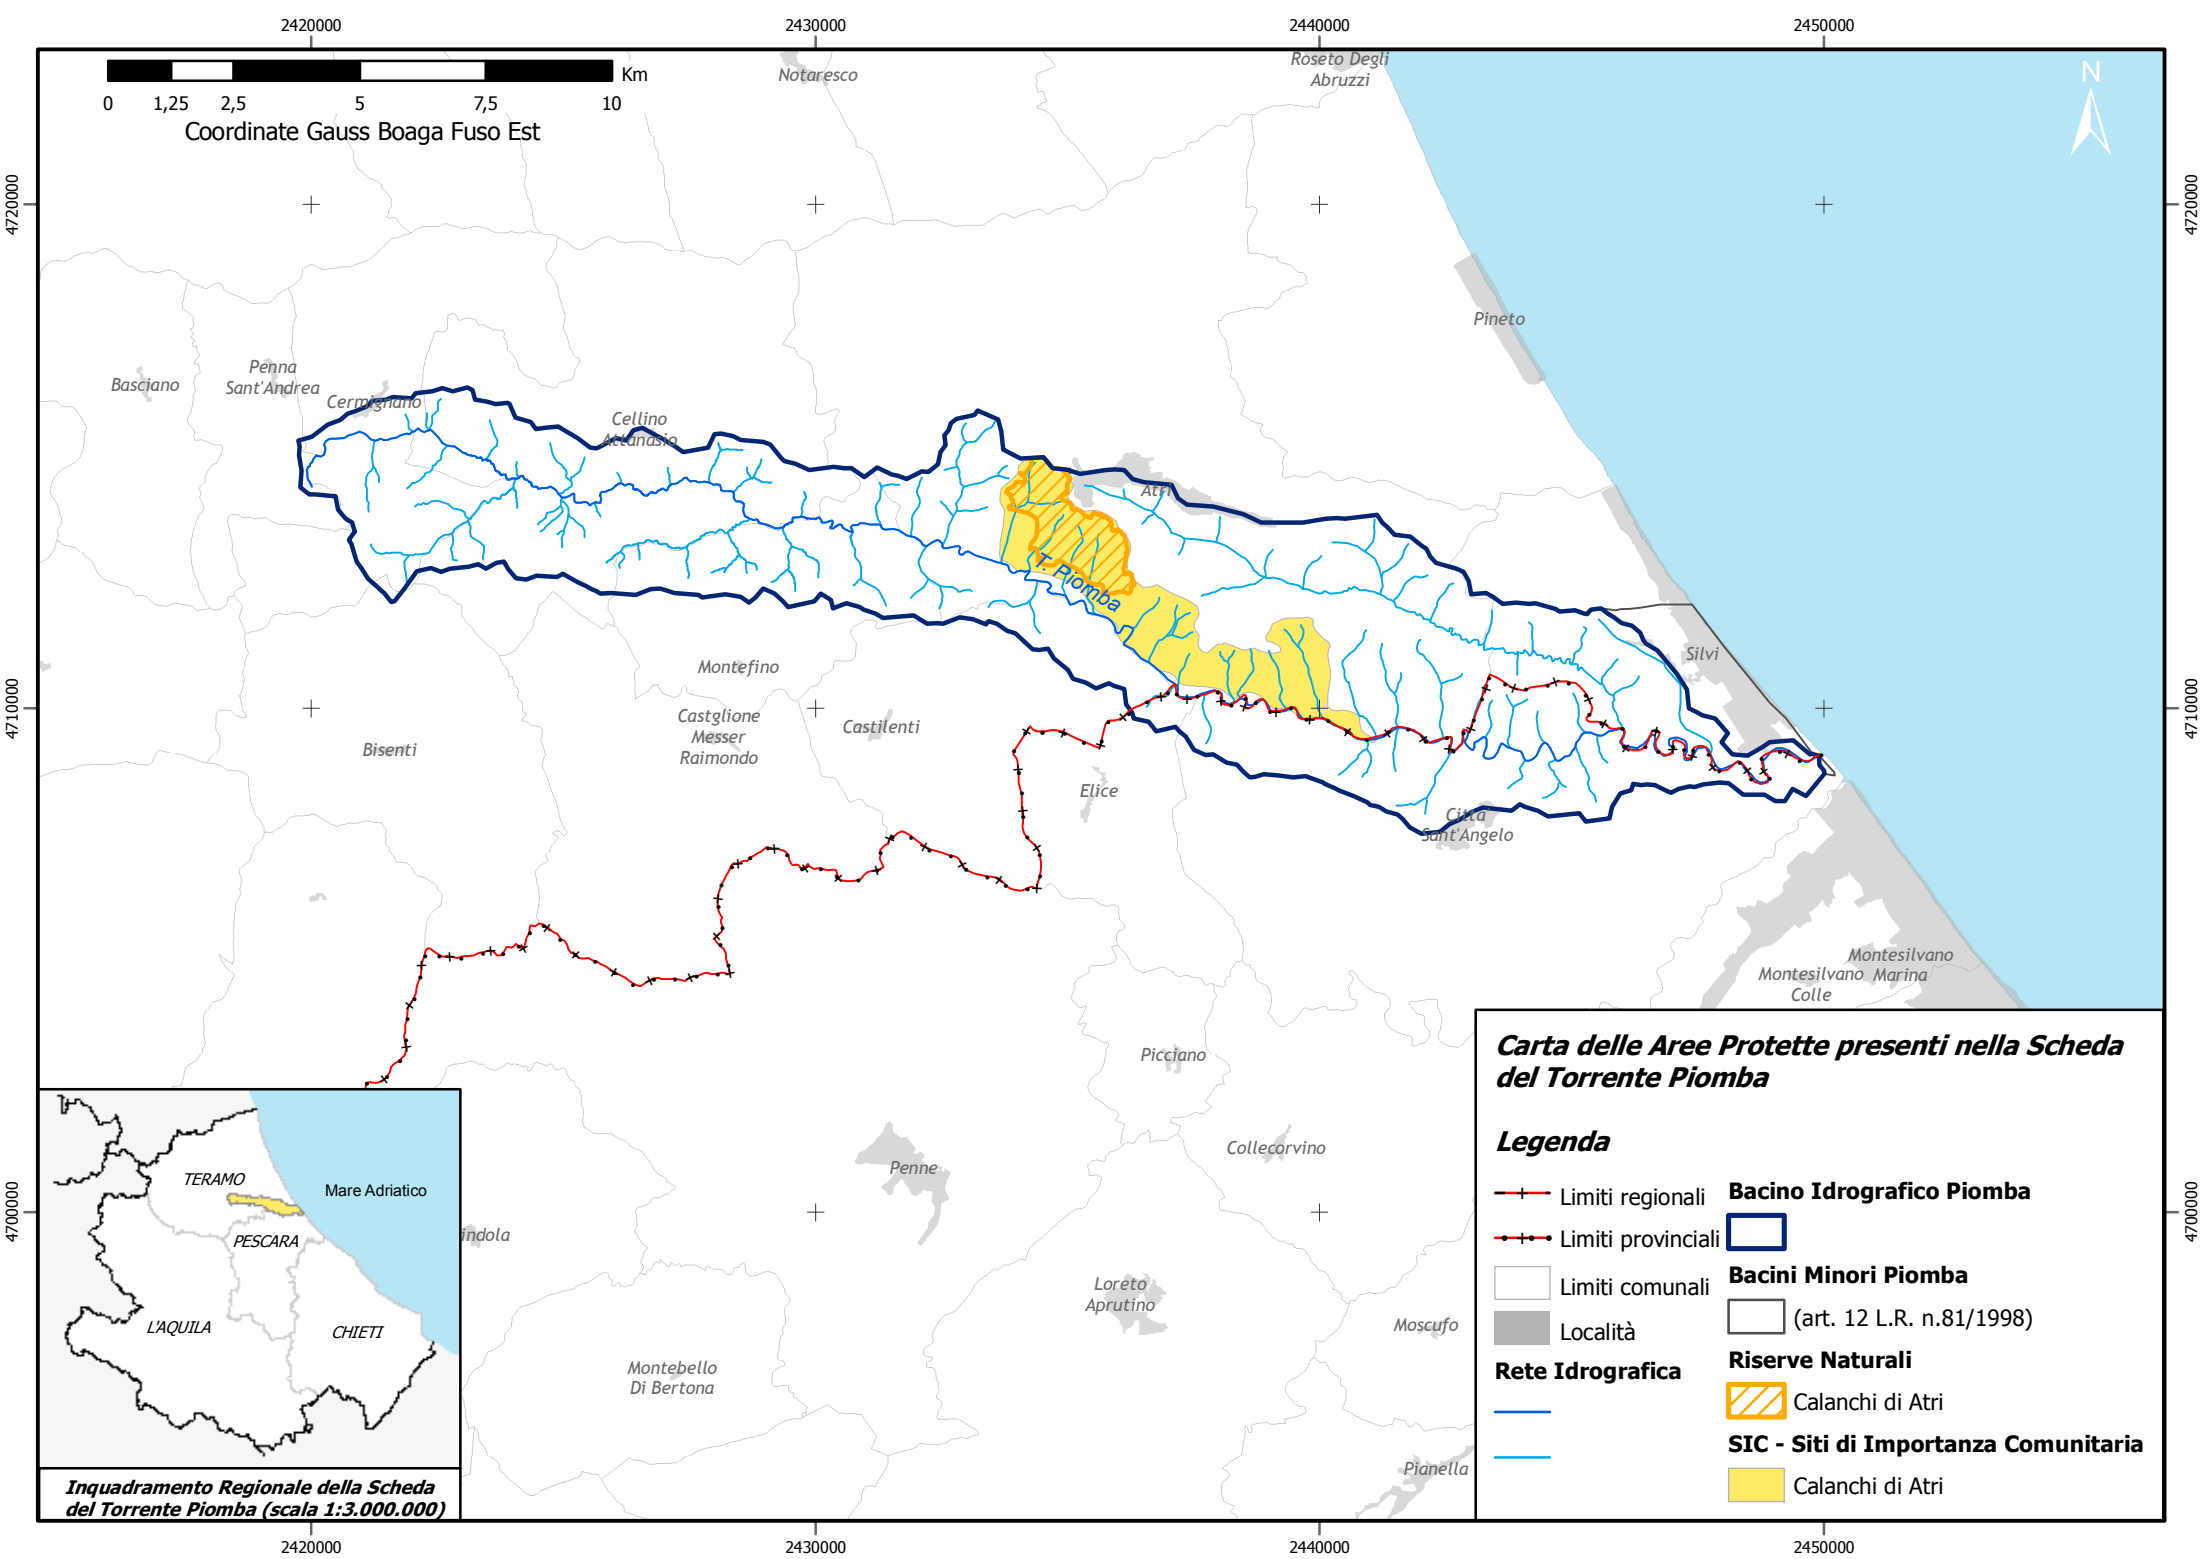 2420000
2430000
2440000
2450000
Km
0 1,25 2,5 5 7,5 10
Coordinate Gauss Boaga Fuso Est
N
4720000
4720000
4710000
4710000
4700000
4700000
Notaresco
Roseto Degli
Abruzzi
Pineto
Basciano
Penna
Sant'Andrea
Cermignano
Cellino
Attanasio
Atri
T. Piomba
Silvi
Montefino
Castglione
Messer
Raimondo
Castilenti
Bisenti
Elice
Città
Sant'Angelo
Montesilvano
Marina
Montesilvano
Colle
Picciano
Collecorvino
Penne
indola
Loreto
Aprutino
Moscufo
Montebello
Di Bertona
Pianella
TERAMO
Mare Adriatico
PESCARA
L'AQUILA
CHIETI
Inquadramento Regionale della Scheda
del Torrente Piomba (scala 1:3.000.000)
Carta delle Aree Protette presenti nella Scheda
del Torrente Piomba
Legenda
Limiti regionali
Limiti provinciali
Limiti comunali
Località
Rete Idrografica
Bacino Idrografico Piomba
Bacini Minori Piomba
(art. 12 L.R. n.81/1998)
Riserve Naturali
Calanchi di Atri
SIC - Siti di Importanza Comunitaria
Calanchi di Atri
2420000
2430000
2440000
2450000